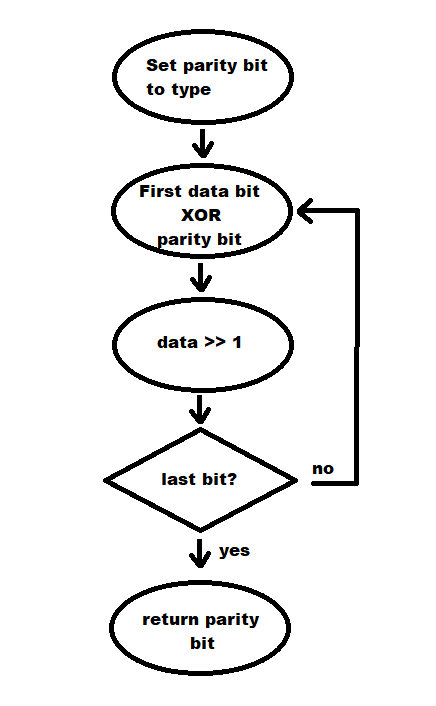 Set parity bit
to type
First data bit
XOR
parity bit
data >> 1
last bit?
no
yes
return parity
bit